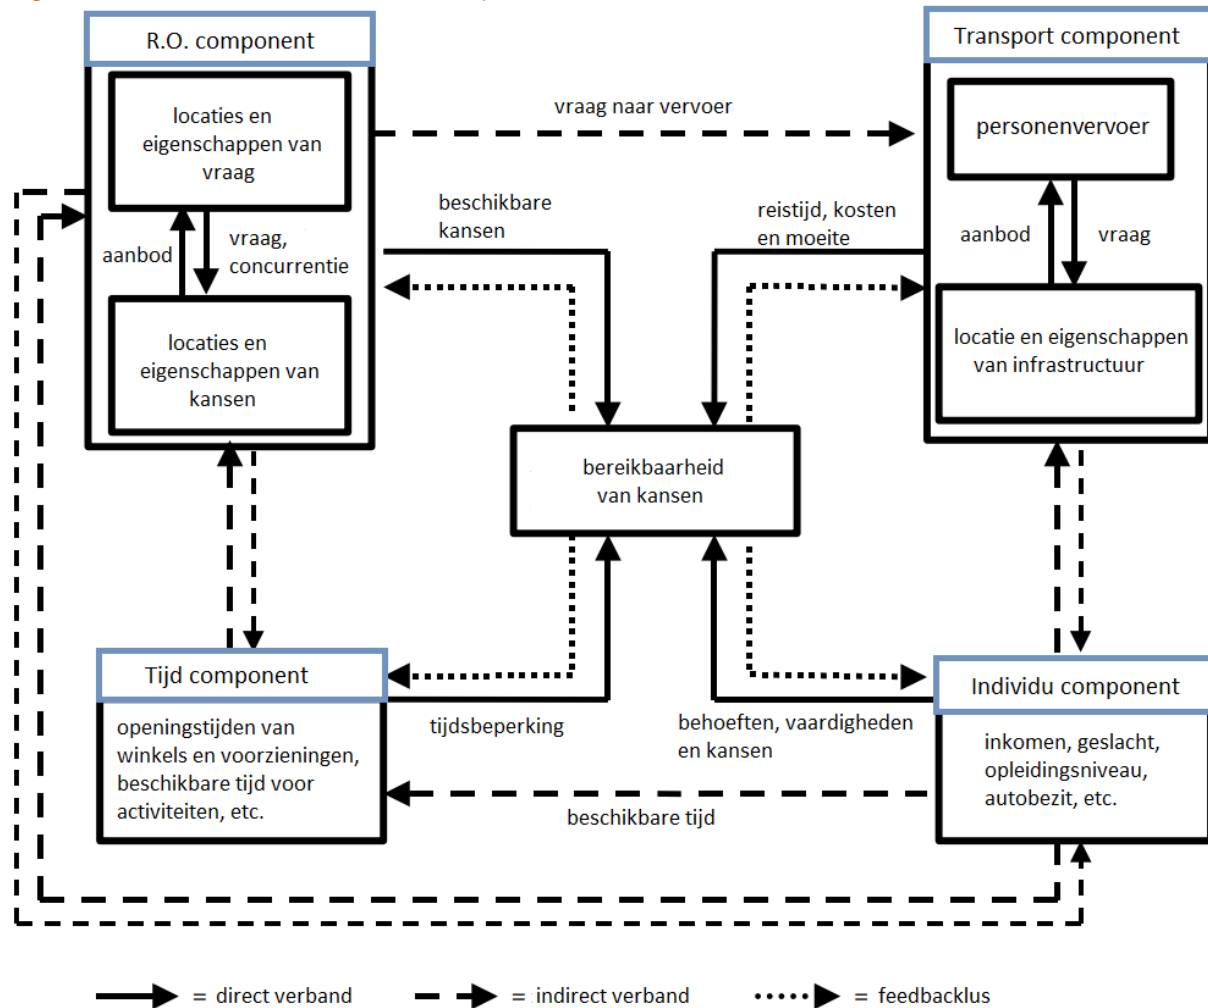 R.O. component
locaties en
eigenschappen van
vraag
aanbod
vraag,
concurrentie
locaties en
eigenschappen van
kansen
vraag naar vervoer
Transport component
personenvervoer
aanbod
vraag
locatie en eigenschappen
van infrastructuur
beschikbare
kansen
reistijd, kosten
en moeite
bereikbaarheid
van kansen
Tijd component
openingstijden van
winkels en voorzieningen,
beschikbare tijd voor
activiteiten, etc.
tijdsbeperking
behoeften, vaardigheden
en kansen
beschikbare tijd
Individu component
inkomen, geslacht,
opleidingsniveau,
autobezit, etc.
= direct verband
= indirect verband
= feedbacklus